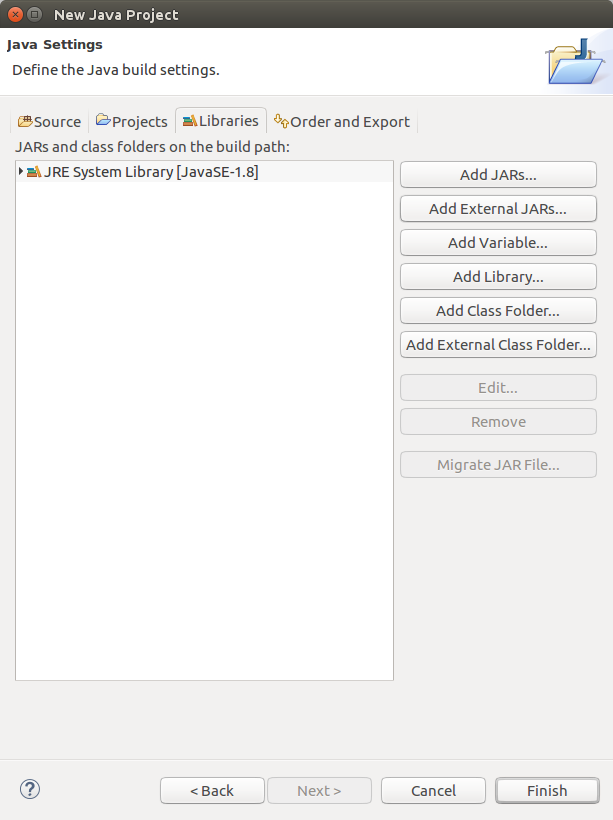 New Java Project
Java Settings
Define the Java build settings.
Source Projects Libraries Order and Export
JARs and class folders on the build path:
JRE System Library [JavaSE-1.8]
Add JARs...
Add External JARs...
Add Variable...
Add Library...
Add Class Folder...
Add External Class Folder...
Edit...
Remove
Migrate JAR File...
? < Back Next > Cancel Finish